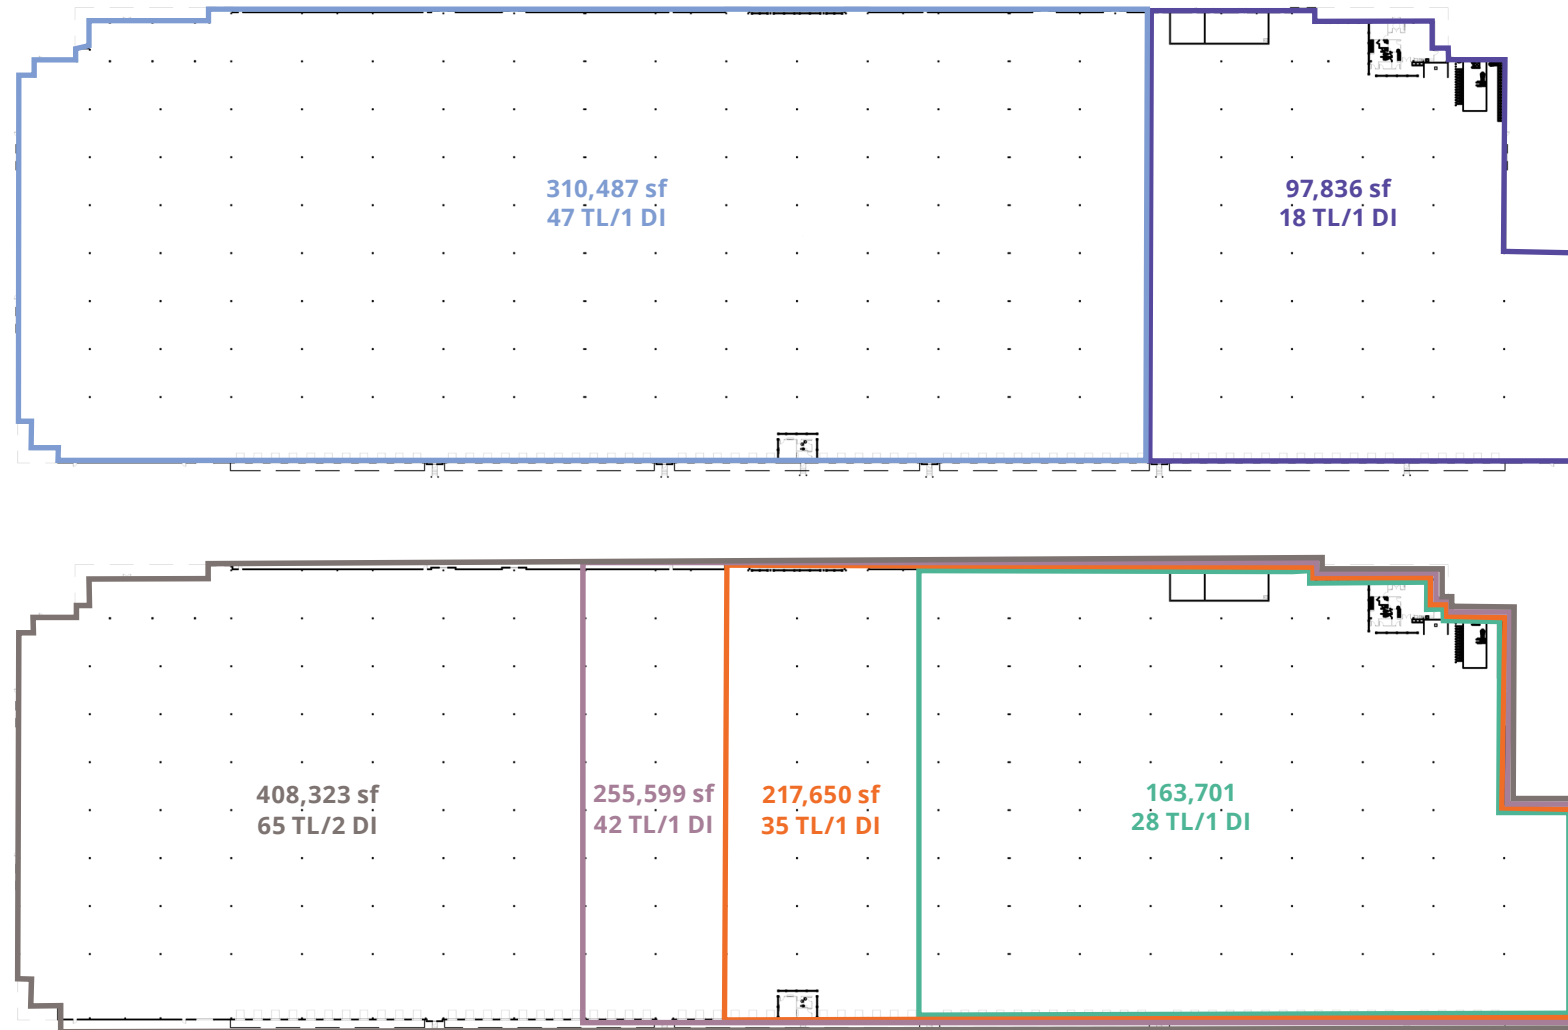 310,487 sf
47 TL/1 DI
97,836 sf
18 TL/1 DI
408,323 sf
65 TL/2 DI
255,599 sf
42 TL/1 DI
217,650 sf
35 TL/1 DI
163,701
28 TL/1 DI